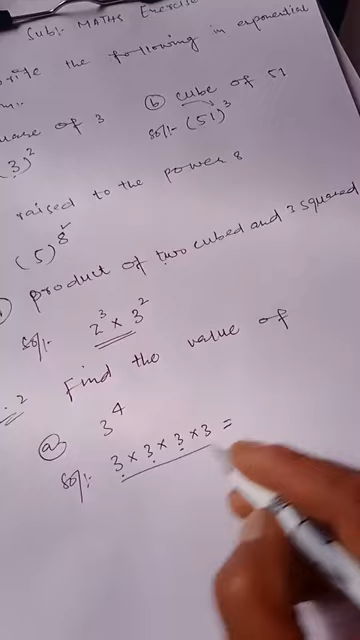 Sub:- MATHS Exercise
the following in exponential
of 3 (b) cube of 51
(3)² sol:- (51)³
raised to the power 8
(5)⁸
product of two cubed and 3 squared
sol:- 2³ × 3²
2 Find the value of
(a) 3⁴
sol:- 3 × 3 × 3 × 3 =